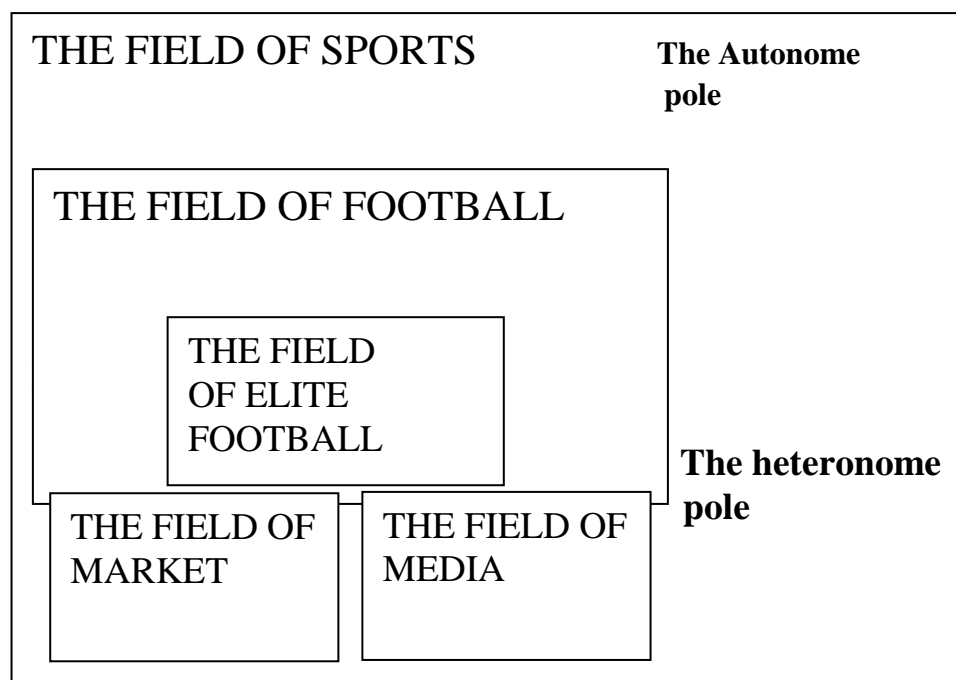 THE FIELD OF SPORTS
The Autonome
pole
THE FIELD OF FOOTBALL
THE FIELD
OF ELITE
FOOTBALL
The heteronome
pole
THE FIELD OF
MARKET
THE FIELD OF
MEDIA